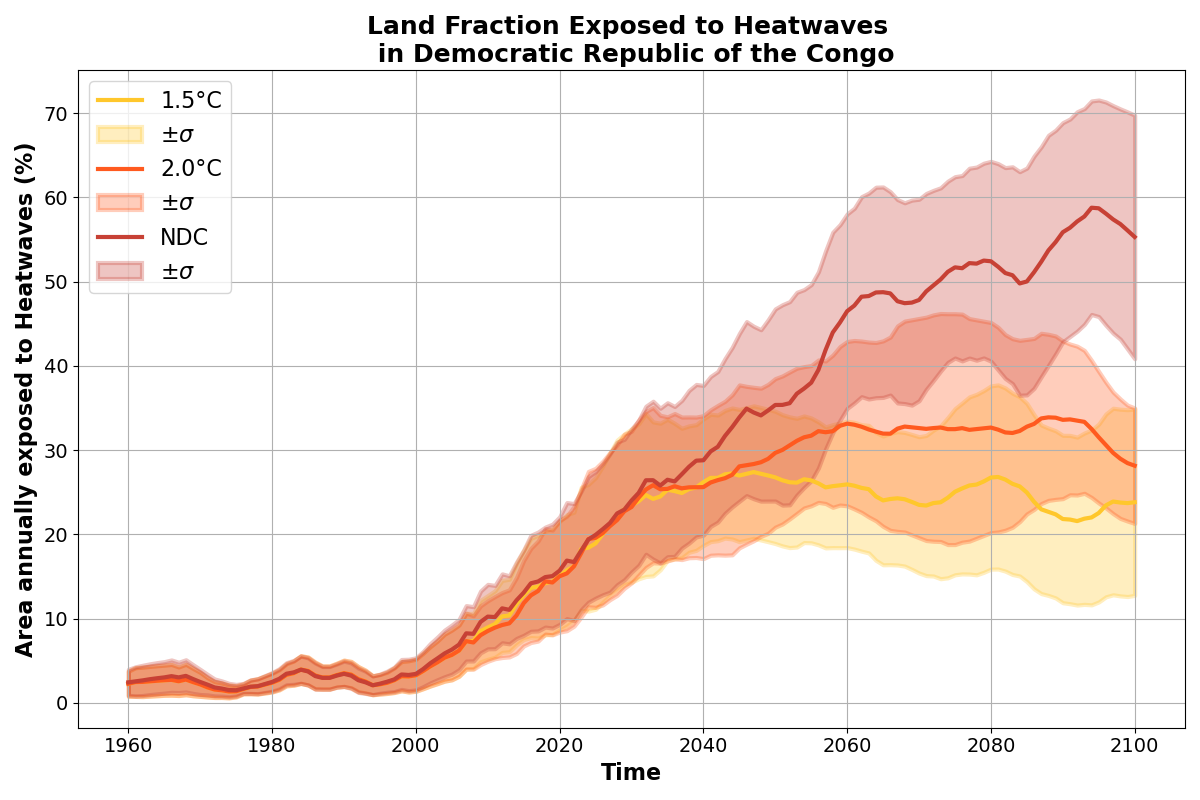 Land Fraction Exposed to Heatwaves
in Democratic Republic of the Congo
Area annually exposed to Heatwaves (%)
70
60
50
40
30
20
10
0
1.5°C
±σ
2.0°C
±σ
NDC
±σ
1960 1980 2000 2020 2040 2060 2080 2100
Time